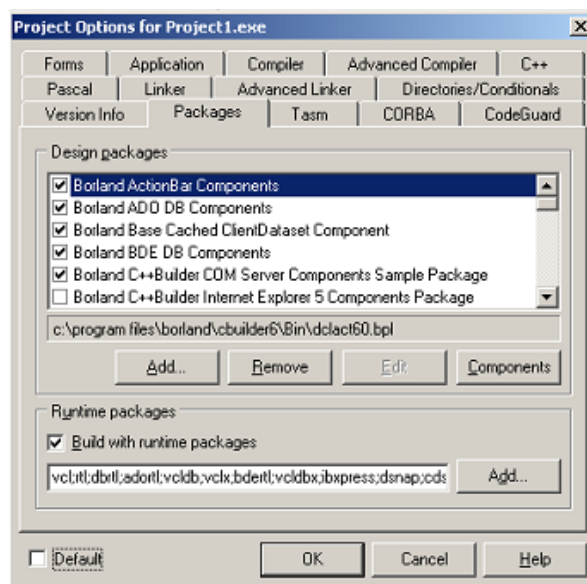 Project Options for Project1.exe
Forms Application Compiler Advanced Compiler C++
Pascal Linker Advanced Linker Directories/Conditionals
Version Info Packages Tasm CORBA CodeGuard
Design packages
Borland ActionBar Components
Borland ADO DB Components
Borland Base Cached ClientDataset Component
Borland BDE DB Components
Borland C++Builder COM Server Components Sample Package
Borland C++Builder Internet Explorer 5 Components Package
c:\program files\borland\cbuilder6\Bin\dclact60.bpl
Add... Remove Edit Components
Runtime packages
Build with runtime packages
vcl;rtl;dbrtl;adortl;vcldb;vclx;bdertl;vcldbx;ibxpress;dsnap;cds Add...
Default OK Cancel Help